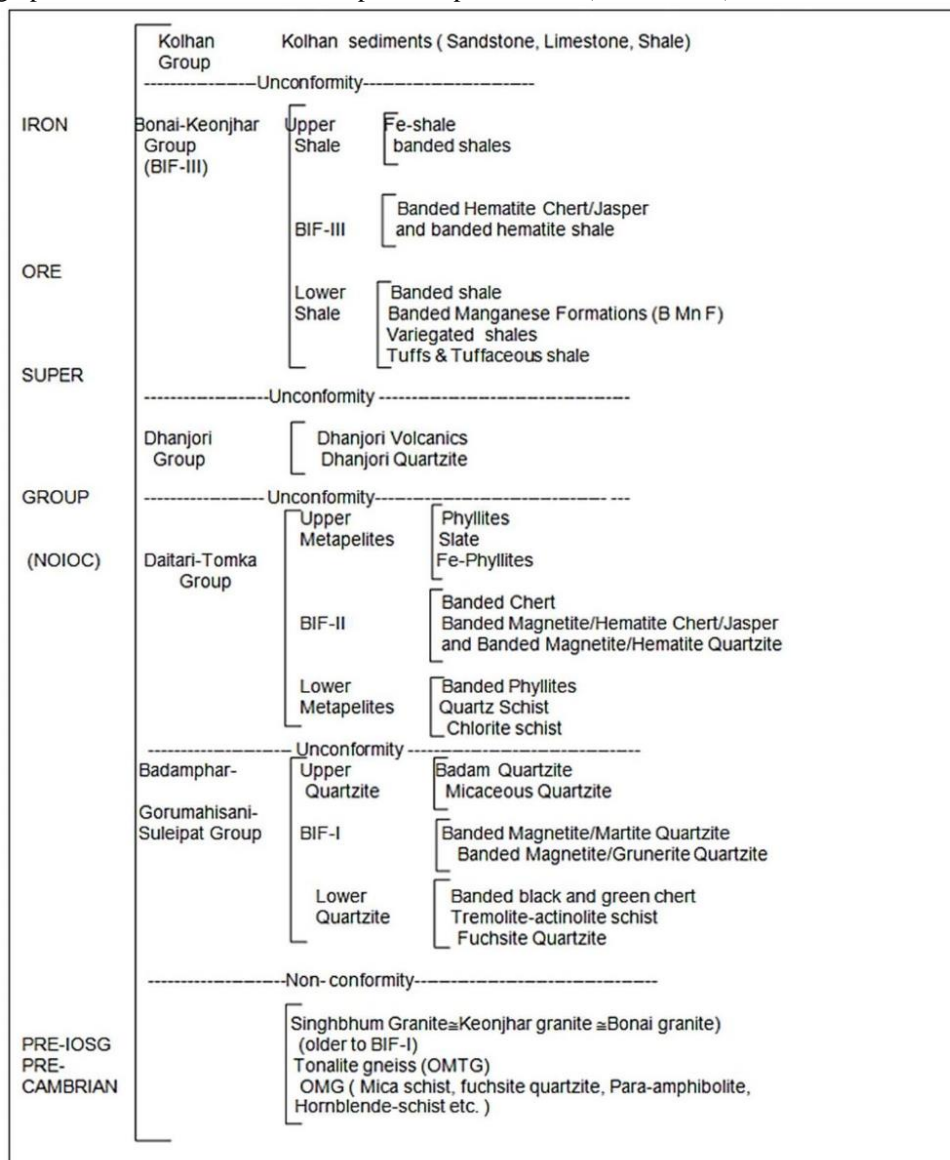 Kolhan Group Kolhan sediments ( Sandstone, Limestone, Shale)
------------------Unconformity---------------------------
IRON Bonai-Keonjhar Group (BIF-III) Upper Shale Fe-shale
banded shales
BIF-III Banded Hematite Chert/Jasper
and banded hematite shale
ORE
Lower Shale Banded shale
Banded Manganese Formations (B Mn F)
Variegated shales
Tuffs & Tuffaceous shale
SUPER
-------------------Unconformity ---------------------------------------
Dhanjori Group Dhanjori Volcanics
Dhanjori Quartzite
GROUP ------------------- Unconformity------------------------------------ ---
Upper Metapelites Phyllites
Slate
Fe-Phyllites
(NOIOC) Daitari-Tomka Group
BIF-II Banded Chert
Banded Magnetite/Hematite Chert/Jasper
and Banded Magnetite/Hematite Quartzite
Lower Metapelites Banded Phyllites
Quartz Schist
Chlorite schist
---------------------- Unconformity -----------------------------------
Badamphar- Upper Quartzite Badam Quartzite
Micaceous Quartzite
Gorumahisani-
Suleipat Group BIF-I Banded Magnetite/Martite Quartzite
Banded Magnetite/Grunerite Quartzite
Lower Quartzite Banded black and green chert
Tremolite-actinolite schist
Fuchsite Quartzite
---------------------Non- conformity------------------------------------
Singhbhum Granite≅Keonjhar granite ≅Bonai granite)
PRE-IOSG (older to BIF-I)
PRE- Tonalite gneiss (OMTG)
CAMBRIAN OMG ( Mica schist, fuchsite quartzite, Para-amphibolite,
Hornblende-schist etc. )